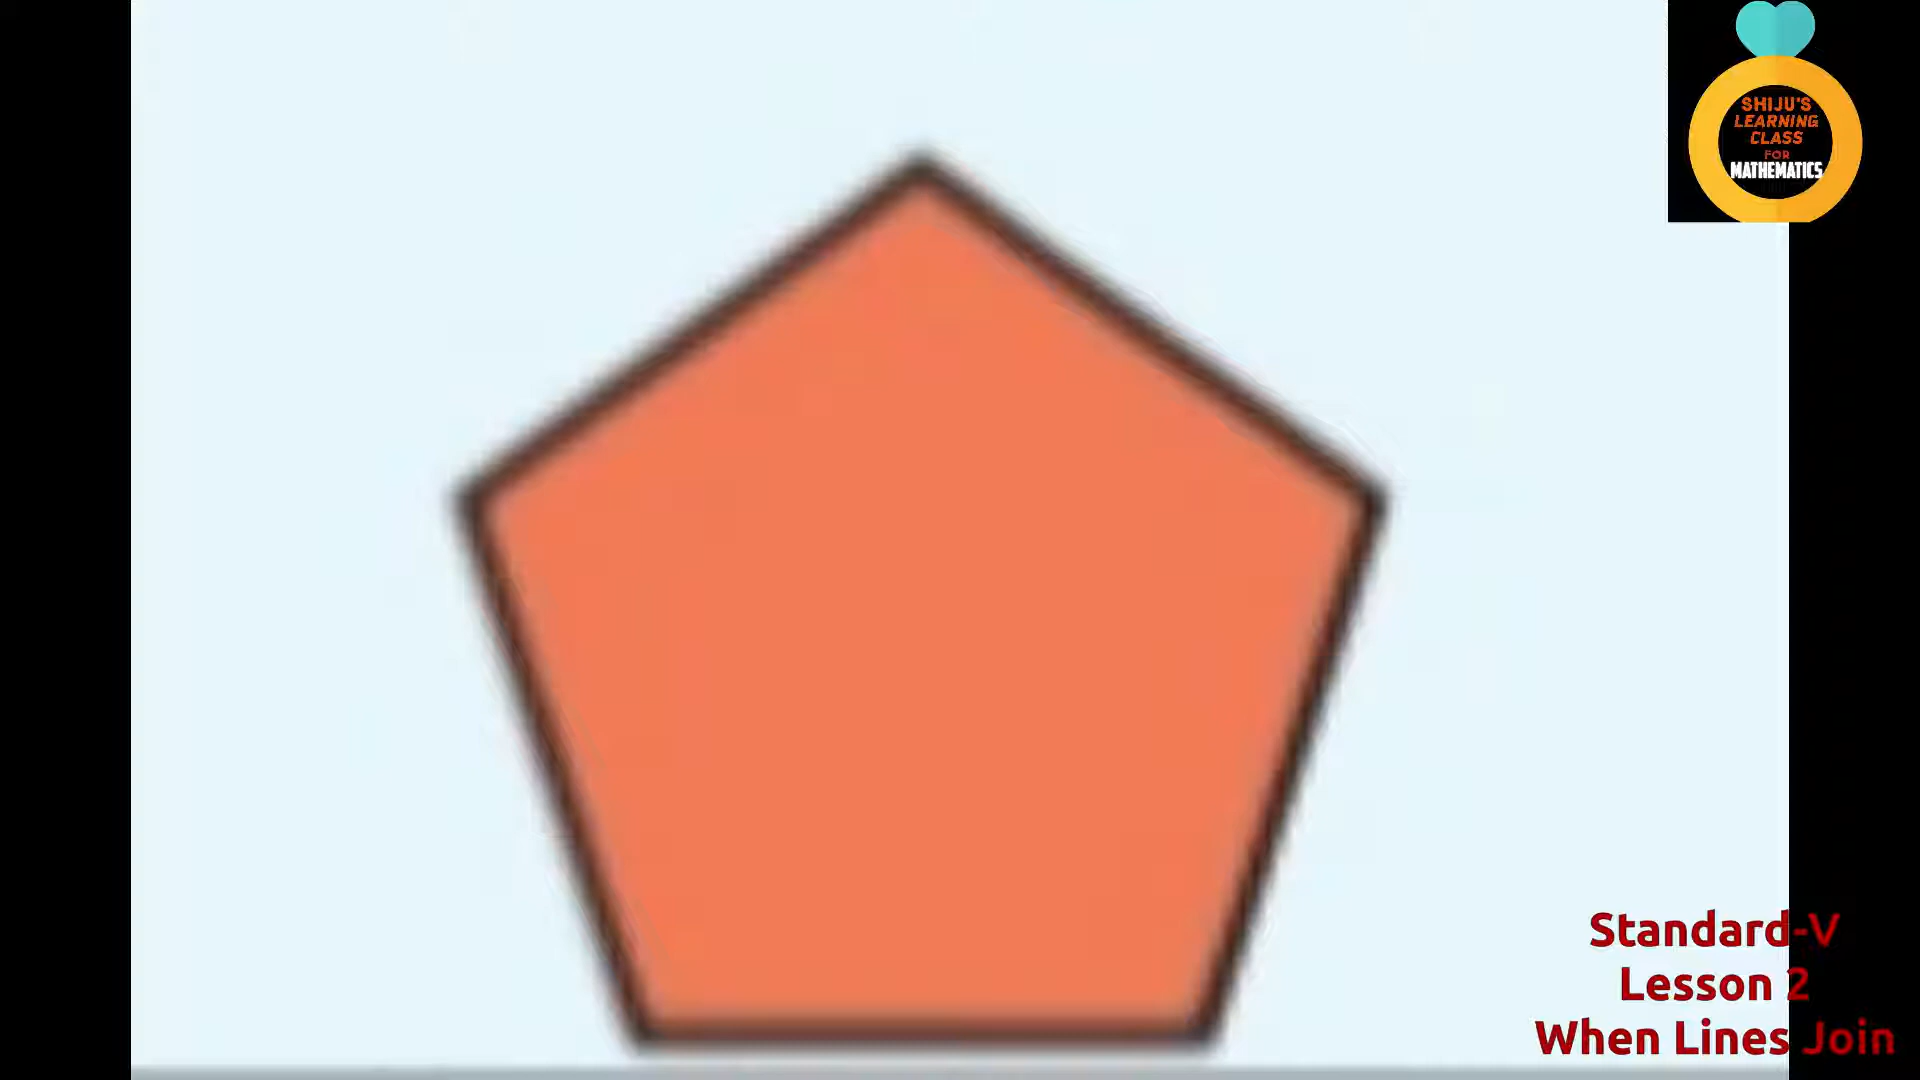 SHIJU'S
LEARNING
CLASS
FOR
MATHEMATICS
Standard-V
Lesson 2
When Lines Join